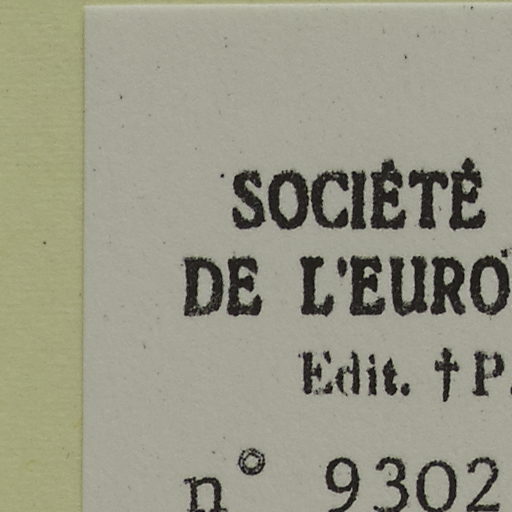 SOCIÉTÉ
DE L'EURO
Edit. † P.
n° 9302